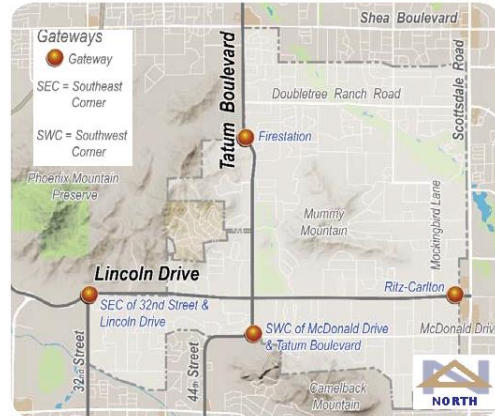 Gateways
Gateway
SEC = Southeast
Corner
SWC = Southwest
Corner
Shea Boulevard
Tatum Boulevard
Scottsdale Road
Doubletree Ranch Road
Firestation
Phoenix Mountain
Preserve
Mummy
Mountain
Mockingbird Lane
Lincoln Drive
Ritz-Carlton
SEC of 32nd Street &
Lincoln Drive
SWC of McDonald Drive
& Tatum Boulevard
McDonald Driv
32nd Street
44th Street
Camelback
Mountain
NORTH